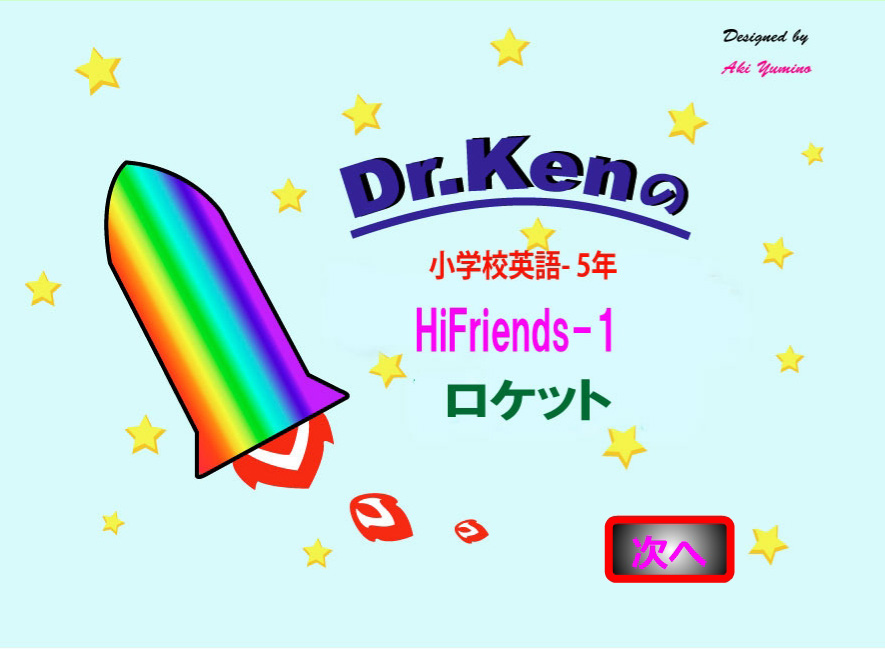 Designed by
Aki Yumino
Dr.Kenの
小学校英語- 5年
HiFriends-1
ロケット
次へ